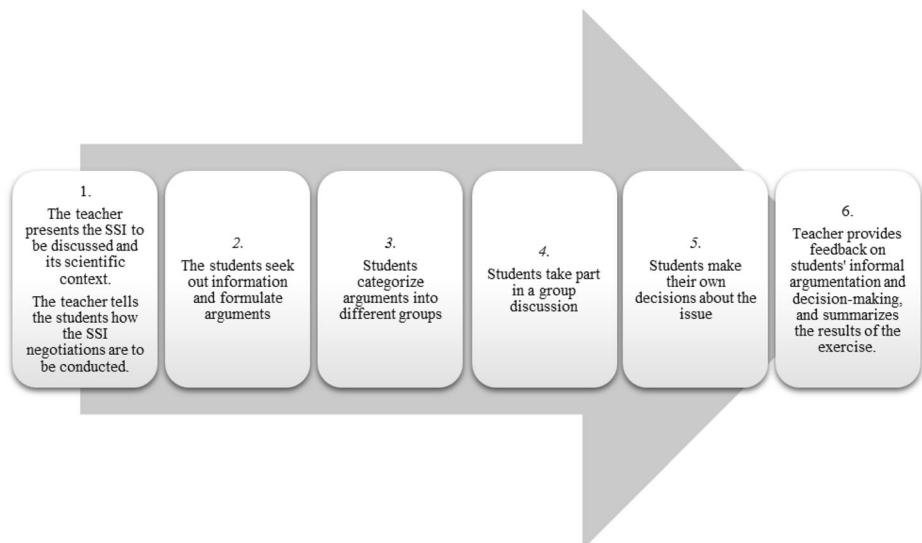 1.
The teacher
presents the SSI to
be discussed and
its scientific
context.
The teacher tells
the students how
the SSI
negotiations are to
be conducted.
2.
The students seek
out information
and formulate
arguments
3.
Students
categorize
arguments into
different groups
4.
Students take part
in a group
discussion
5.
Students make
their own
decisions about the
issue
6.
Teacher provides
feedback on
students' informal
argumentation and
decision-making,
and summarizes
the results of the
exercise.